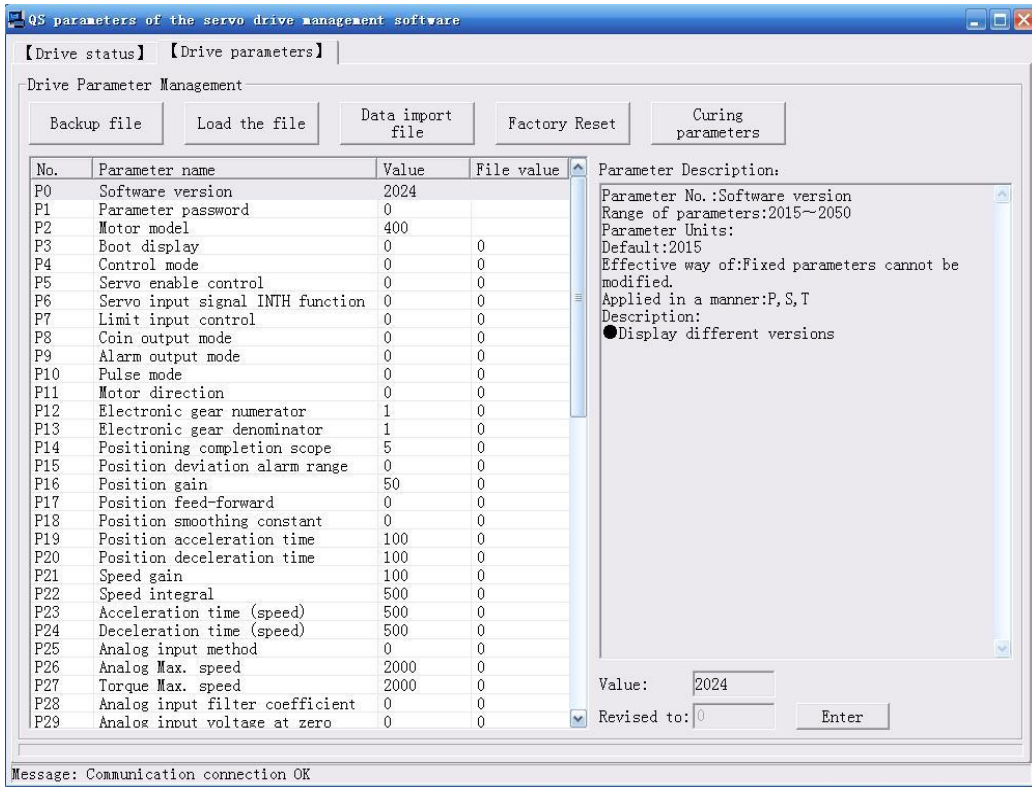 QS parameters of the servo drive management software
【Drive status】 【Drive parameters】
Drive Parameter Management
Backup file Load the file Data import file Factory Reset Curing parameters
No. Parameter name Value File value
P0 Software version 2024
P1 Parameter password 0
P2 Motor model 400
P3 Boot display 0 0
P4 Control mode 0 0
P5 Servo enable control 0 0
P6 Servo input signal INTH function 0 0
P7 Limit input control 0 0
P8 Coin output mode 0 0
P9 Alarm output mode 0 0
P10 Pulse mode 0 0
P11 Motor direction 0 0
P12 Electronic gear numerator 1 0
P13 Electronic gear denominator 1 0
P14 Positioning completion scope 5 0
P15 Position deviation alarm range 0 0
P16 Position gain 50 0
P17 Position feed-forward 0 0
P18 Position smoothing constant 0 0
P19 Position acceleration time 100 0
P20 Position deceleration time 100 0
P21 Speed gain 100 0
P22 Speed integral 500 0
P23 Acceleration time (speed) 500 0
P24 Deceleration time (speed) 500 0
P25 Analog input method 0 0
P26 Analog Max. speed 2000 0
P27 Torque Max. speed 2000 0
P28 Analog input filter coefficient 0 0
P29 Analog input voltage at zero 0 0
Parameter Description:
Parameter No.:Software version
Range of parameters:2015～2050
Parameter Units:
Default:2015
Effective way of:Fixed parameters cannot be
modified.
Applied in a manner:P,S,T
Description:
●Display different versions
Value: 2024
Revised to: 0 Enter
Message: Communication connection OK